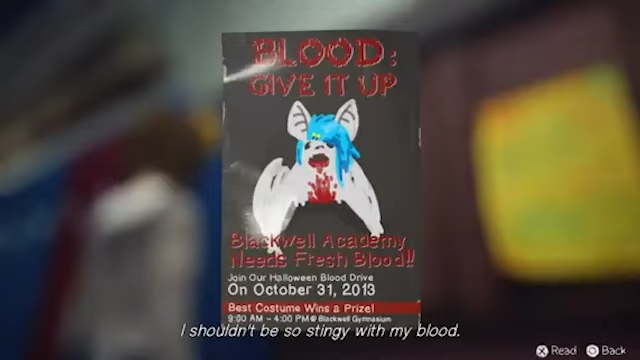 BLOOD:
GIVE IT UP
Blackwell Academy
Needs Fresh Blood!!
Join Our Halloween Blood Drive
On October 31, 2013
Best Costume Wins a Prize!
9:00 AM - 4:00 PM @ Blackwell Gymnasium
I shouldn't be so stingy with my blood.
Read Back